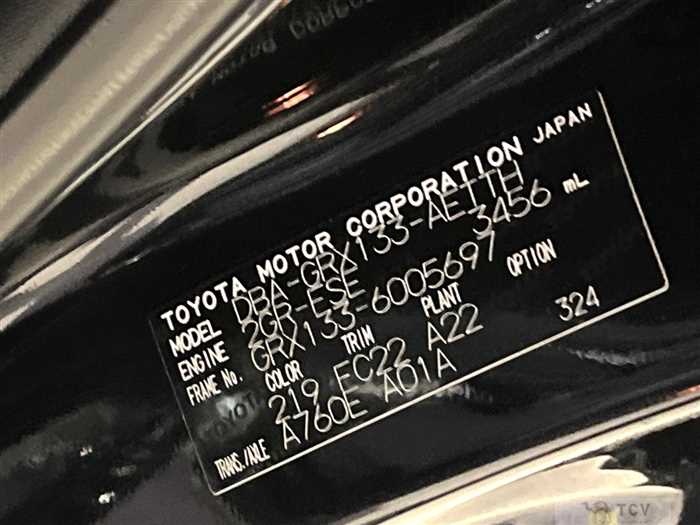 TOYOTA MOTOR CORPORATION JAPAN
MODEL DBA-GRX133-AETTH
ENGINE 2GR-FSE 3456 mL
FRAME No. GRX133-6005697
COLOR TRIM PLANT OPTION
219 FC22 A22 324
TRANS./AXLE A760E A01A
TCV